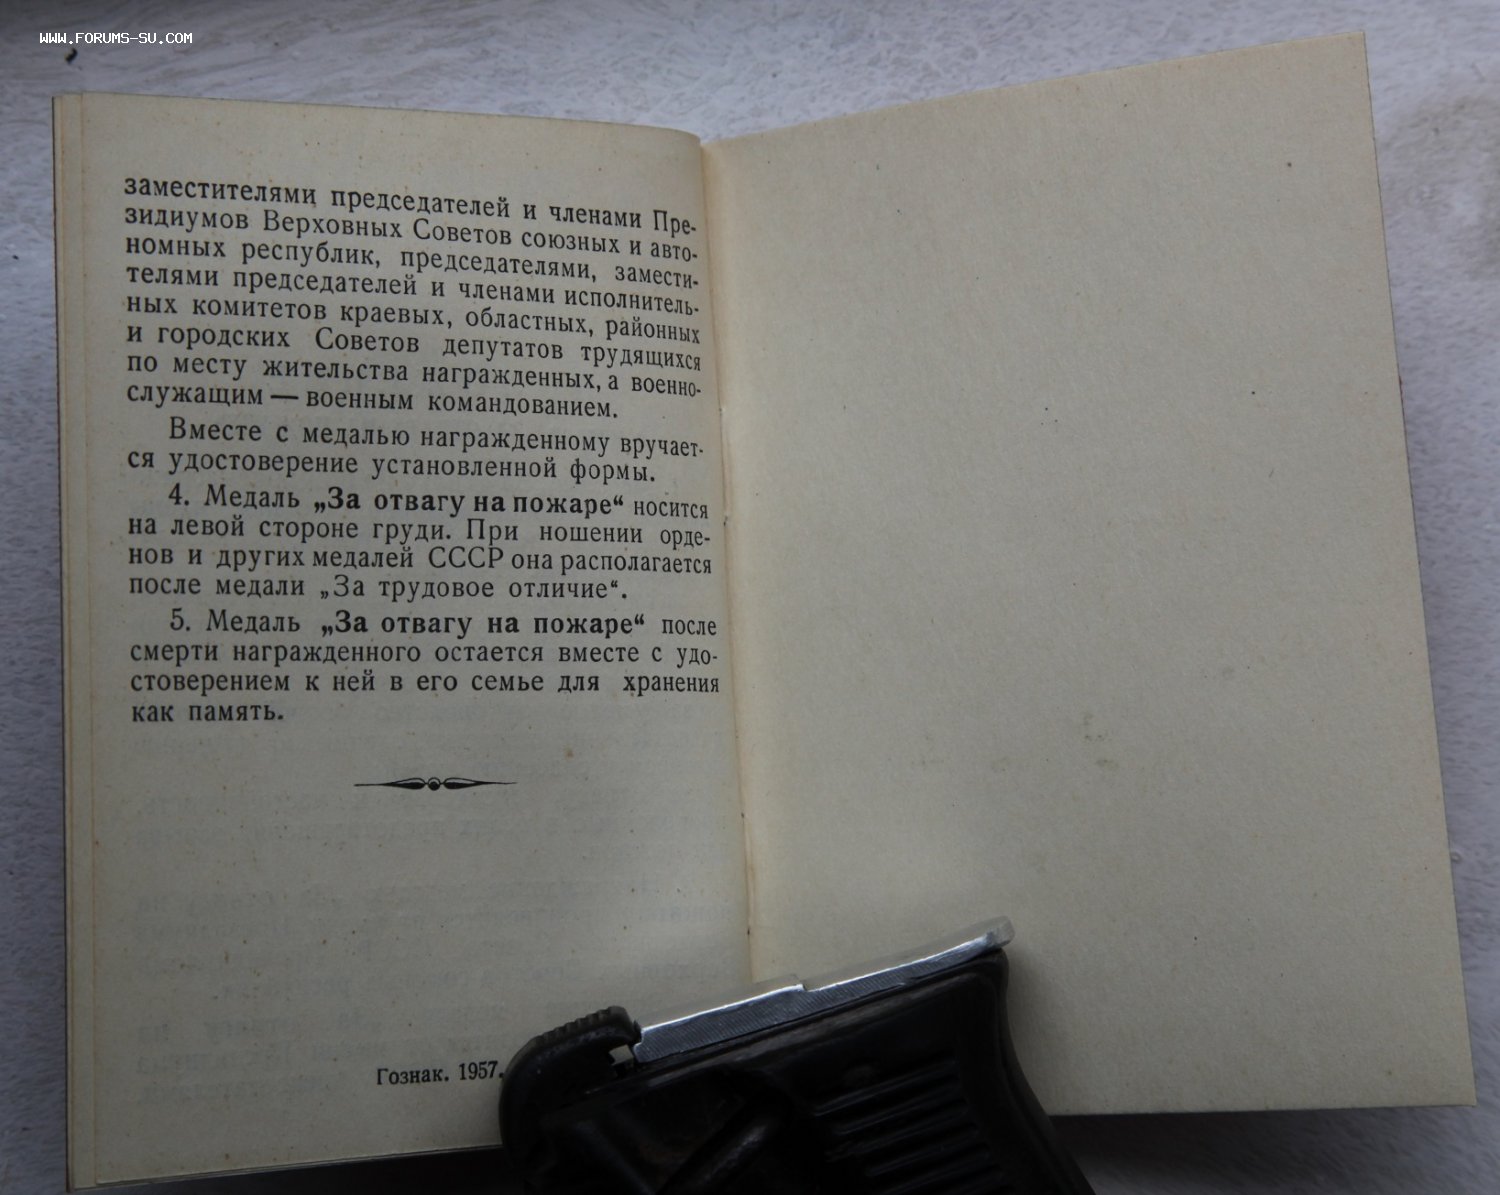 www.forums-su.com
заместителями председателей и членами Пре-
зидиумов Верховных Советов союзных и авто-
номных республик, председателями, замести-
телями председателей и членами исполнитель-
ных комитетов краевых, областных, районных
и городских Советов депутатов трудящихся
по месту жительства награжденных, а военно-
служащим — военным командованием.
Вместе с медалью награжденному вручает-
ся удостоверение установленной формы.
4. Медаль „За отвагу на пожаре“ носится
на левой стороне груди. При ношении орде-
нов и других медалей СССР она располагается
после медали „За трудовое отличие“.
5. Медаль „За отвагу на пожаре“ после
смерти награжденного остается вместе с удо-
стоверением к ней в его семье для хранения
как память.
Гознак. 1957.